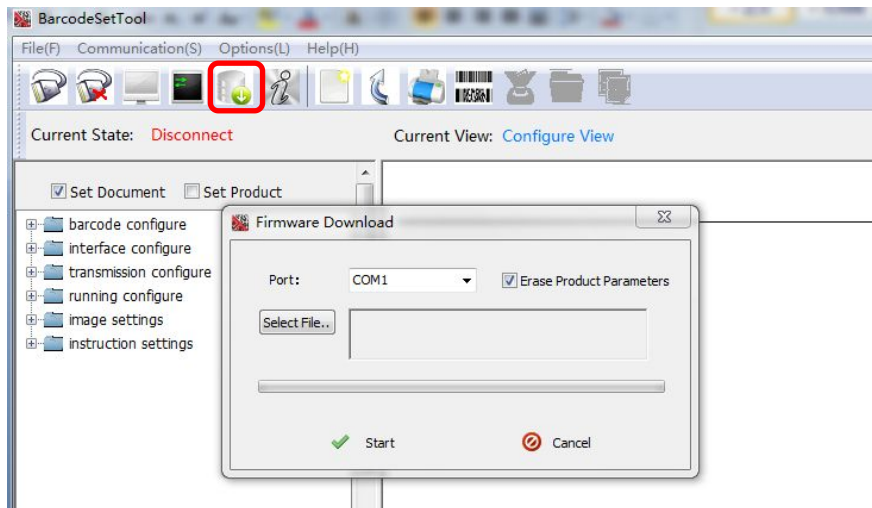 BarcodeSetTool
File(F) Communication(S) Options(L) Help(H)
Current State: Disconnect
Current View: Configure View
Set Document Set Product
barcode configure
interface configure
transmission configure
running configure
image settings
instruction settings
Firmware Download
Port: COM1 Erase Product Parameters
Select File..
Start Cancel